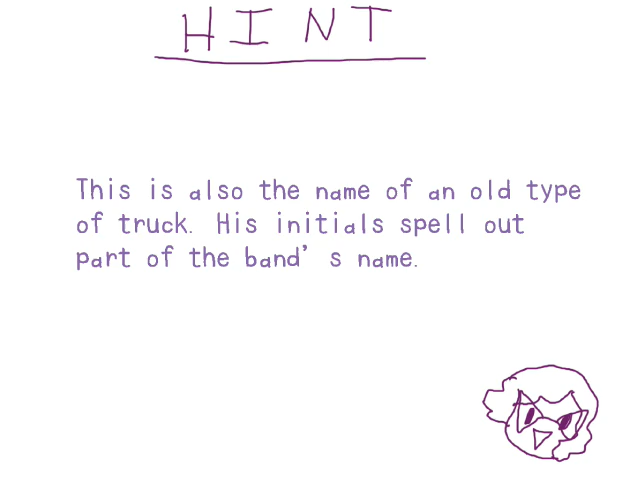 HINT
This is also the name of an old type
of truck. His initials spell out
part of the band's name.